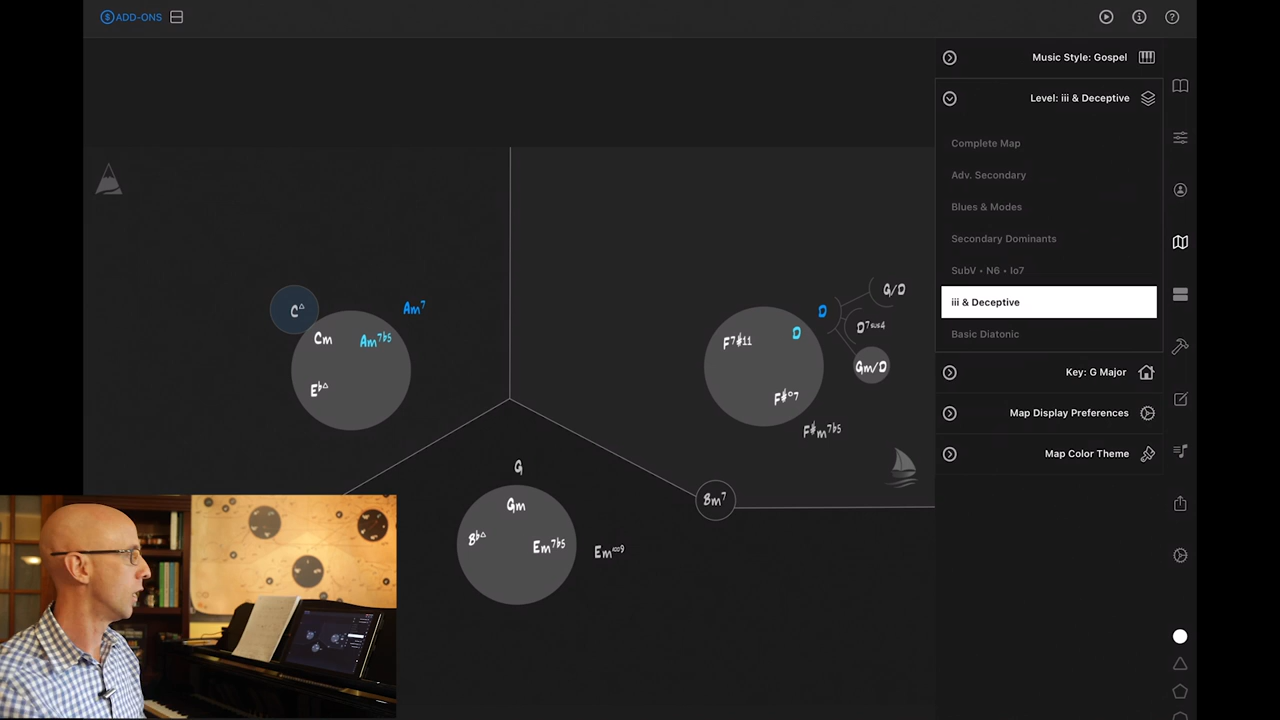 ADD-ONS
Music Style: Gospel
Level: iii & Deceptive
Complete Map
Adv. Secondary
Blues & Modes
Secondary Dominants
SubV • N6 • Io7
iii & Deceptive
Basic Diatonic
Key: G Major
Map Display Preferences
Map Color Theme
C△
Am7
Cm
Am7b5
Eb△
D
G/D
D7sus4
F7#11
D
Gm/D
F#o7
F#m7b5
G
Gm
Bb△
Em7b5
Em
Bm7